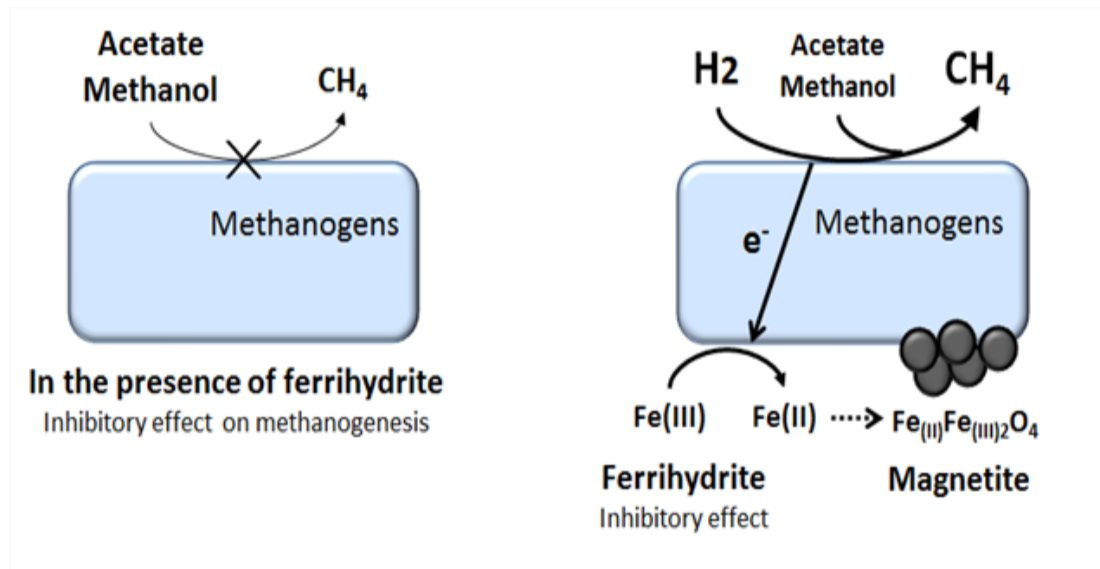 Acetate
Methanol
CH₄
Methanogens
In the presence of ferrihydrite
Inhibitory effect on methanogenesis
H2
Acetate
Methanol
CH₄
e⁻
Methanogens
Fe(III)
Fe(II)
Fe₍II₎Fe₍III₎₂O₄
Ferrihydrite
Inhibitory effect
Magnetite